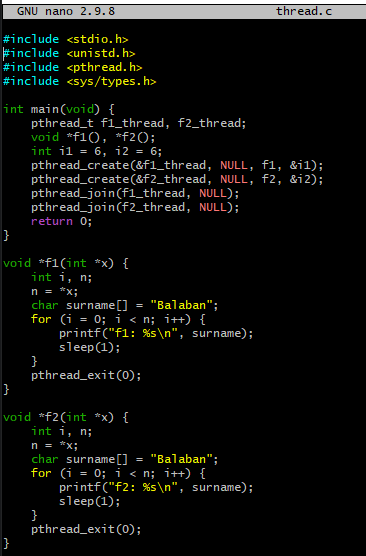 GNU nano 2.9.8 thread.c
#include <stdio.h>
#include <unistd.h>
#include <pthread.h>
#include <sys/types.h>
int main(void) {
    pthread_t f1_thread, f2_thread;
    void *f1(), *f2();
    int i1 = 6, i2 = 6;
    pthread_create(&f1_thread, NULL, f1, &i1);
    pthread_create(&f2_thread, NULL, f2, &i2);
    pthread_join(f1_thread, NULL);
    pthread_join(f2_thread, NULL);
    return 0;
}
void *f1(int *x) {
    int i, n;
    n = *x;
    char surname[] = "Balaban";
    for (i = 0; i < n; i++) {
        printf("f1: %s\n", surname);
        sleep(1);
    }
    pthread_exit(0);
}
void *f2(int *x) {
    int i, n;
    n = *x;
    char surname[] = "Balaban";
    for (i = 0; i < n; i++) {
        printf("f2: %s\n", surname);
        sleep(1);
    }
    pthread_exit(0);
}